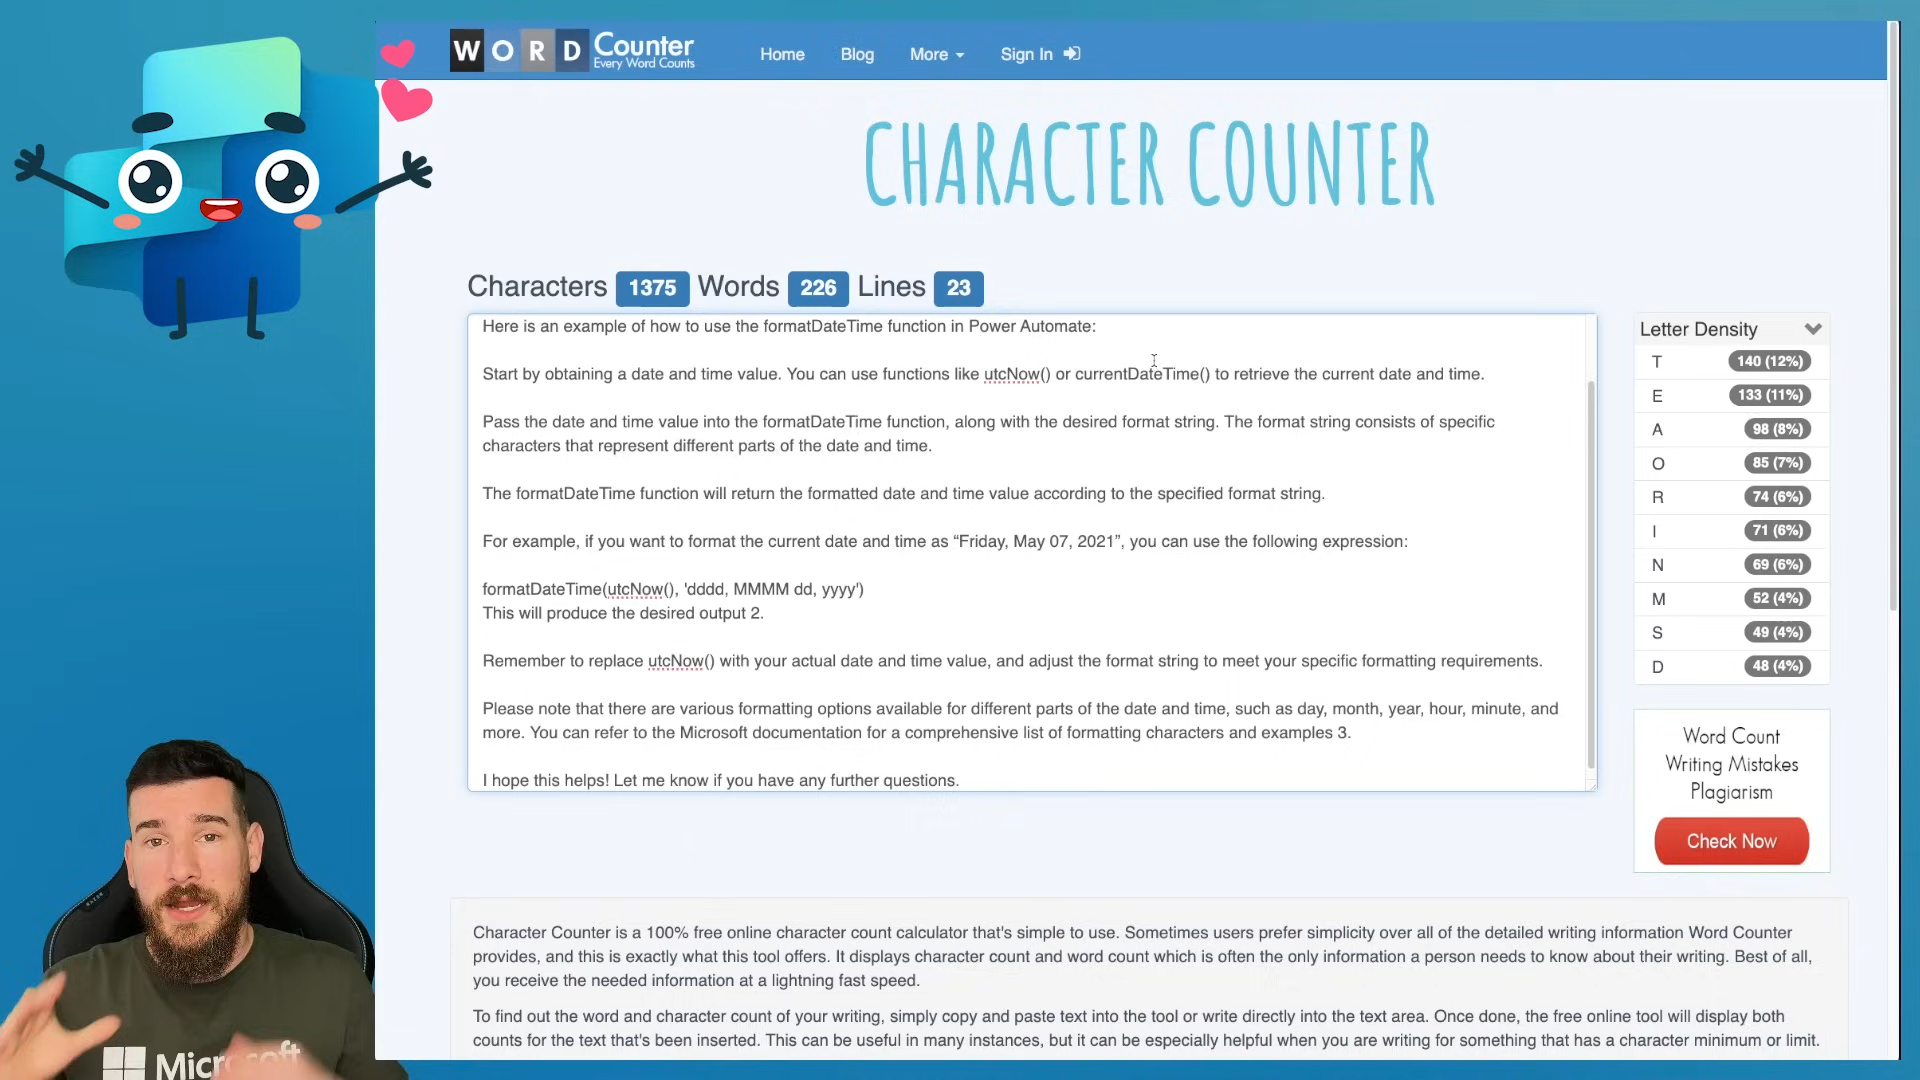 WORD Counter
Every Word Counts
Home Blog More Sign In
CHARACTER COUNTER
Characters 1375 Words 226 Lines 23
Here is an example of how to use the formatDateTime function in Power Automate:
Start by obtaining a date and time value. You can use functions like utcNow() or currentDateTime() to retrieve the current date and time.
Pass the date and time value into the formatDateTime function, along with the desired format string. The format string consists of specific
characters that represent different parts of the date and time.
The formatDateTime function will return the formatted date and time value according to the specified format string.
For example, if you want to format the current date and time as “Friday, May 07, 2021”, you can use the following expression:
formatDateTime(utcNow(), 'dddd, MMMM dd, yyyy')
This will produce the desired output 2.
Remember to replace utcNow() with your actual date and time value, and adjust the format string to meet your specific formatting requirements.
Please note that there are various formatting options available for different parts of the date and time, such as day, month, year, hour, minute, and
more. You can refer to the Microsoft documentation for a comprehensive list of formatting characters and examples 3.
I hope this helps! Let me know if you have any further questions.
Letter Density
T 140 (12%)
E 133 (11%)
A 98 (8%)
O 85 (7%)
R 74 (6%)
I 71 (6%)
N 69 (6%)
M 52 (4%)
S 49 (4%)
D 48 (4%)
Word Count
Writing Mistakes
Plagiarism
Check Now
Character Counter is a 100% free online character count calculator that's simple to use. Sometimes users prefer simplicity over all of the detailed writing information Word Counter
provides, and this is exactly what this tool offers. It displays character count and word count which is often the only information a person needs to know about their writing. Best of all,
you receive the needed information at a lightning fast speed.
To find out the word and character count of your writing, simply copy and paste text into the tool or write directly into the text area. Once done, the free online tool will display both
counts for the text that's been inserted. This can be useful in many instances, but it can be especially helpful when you are writing for something that has a character minimum or limit.